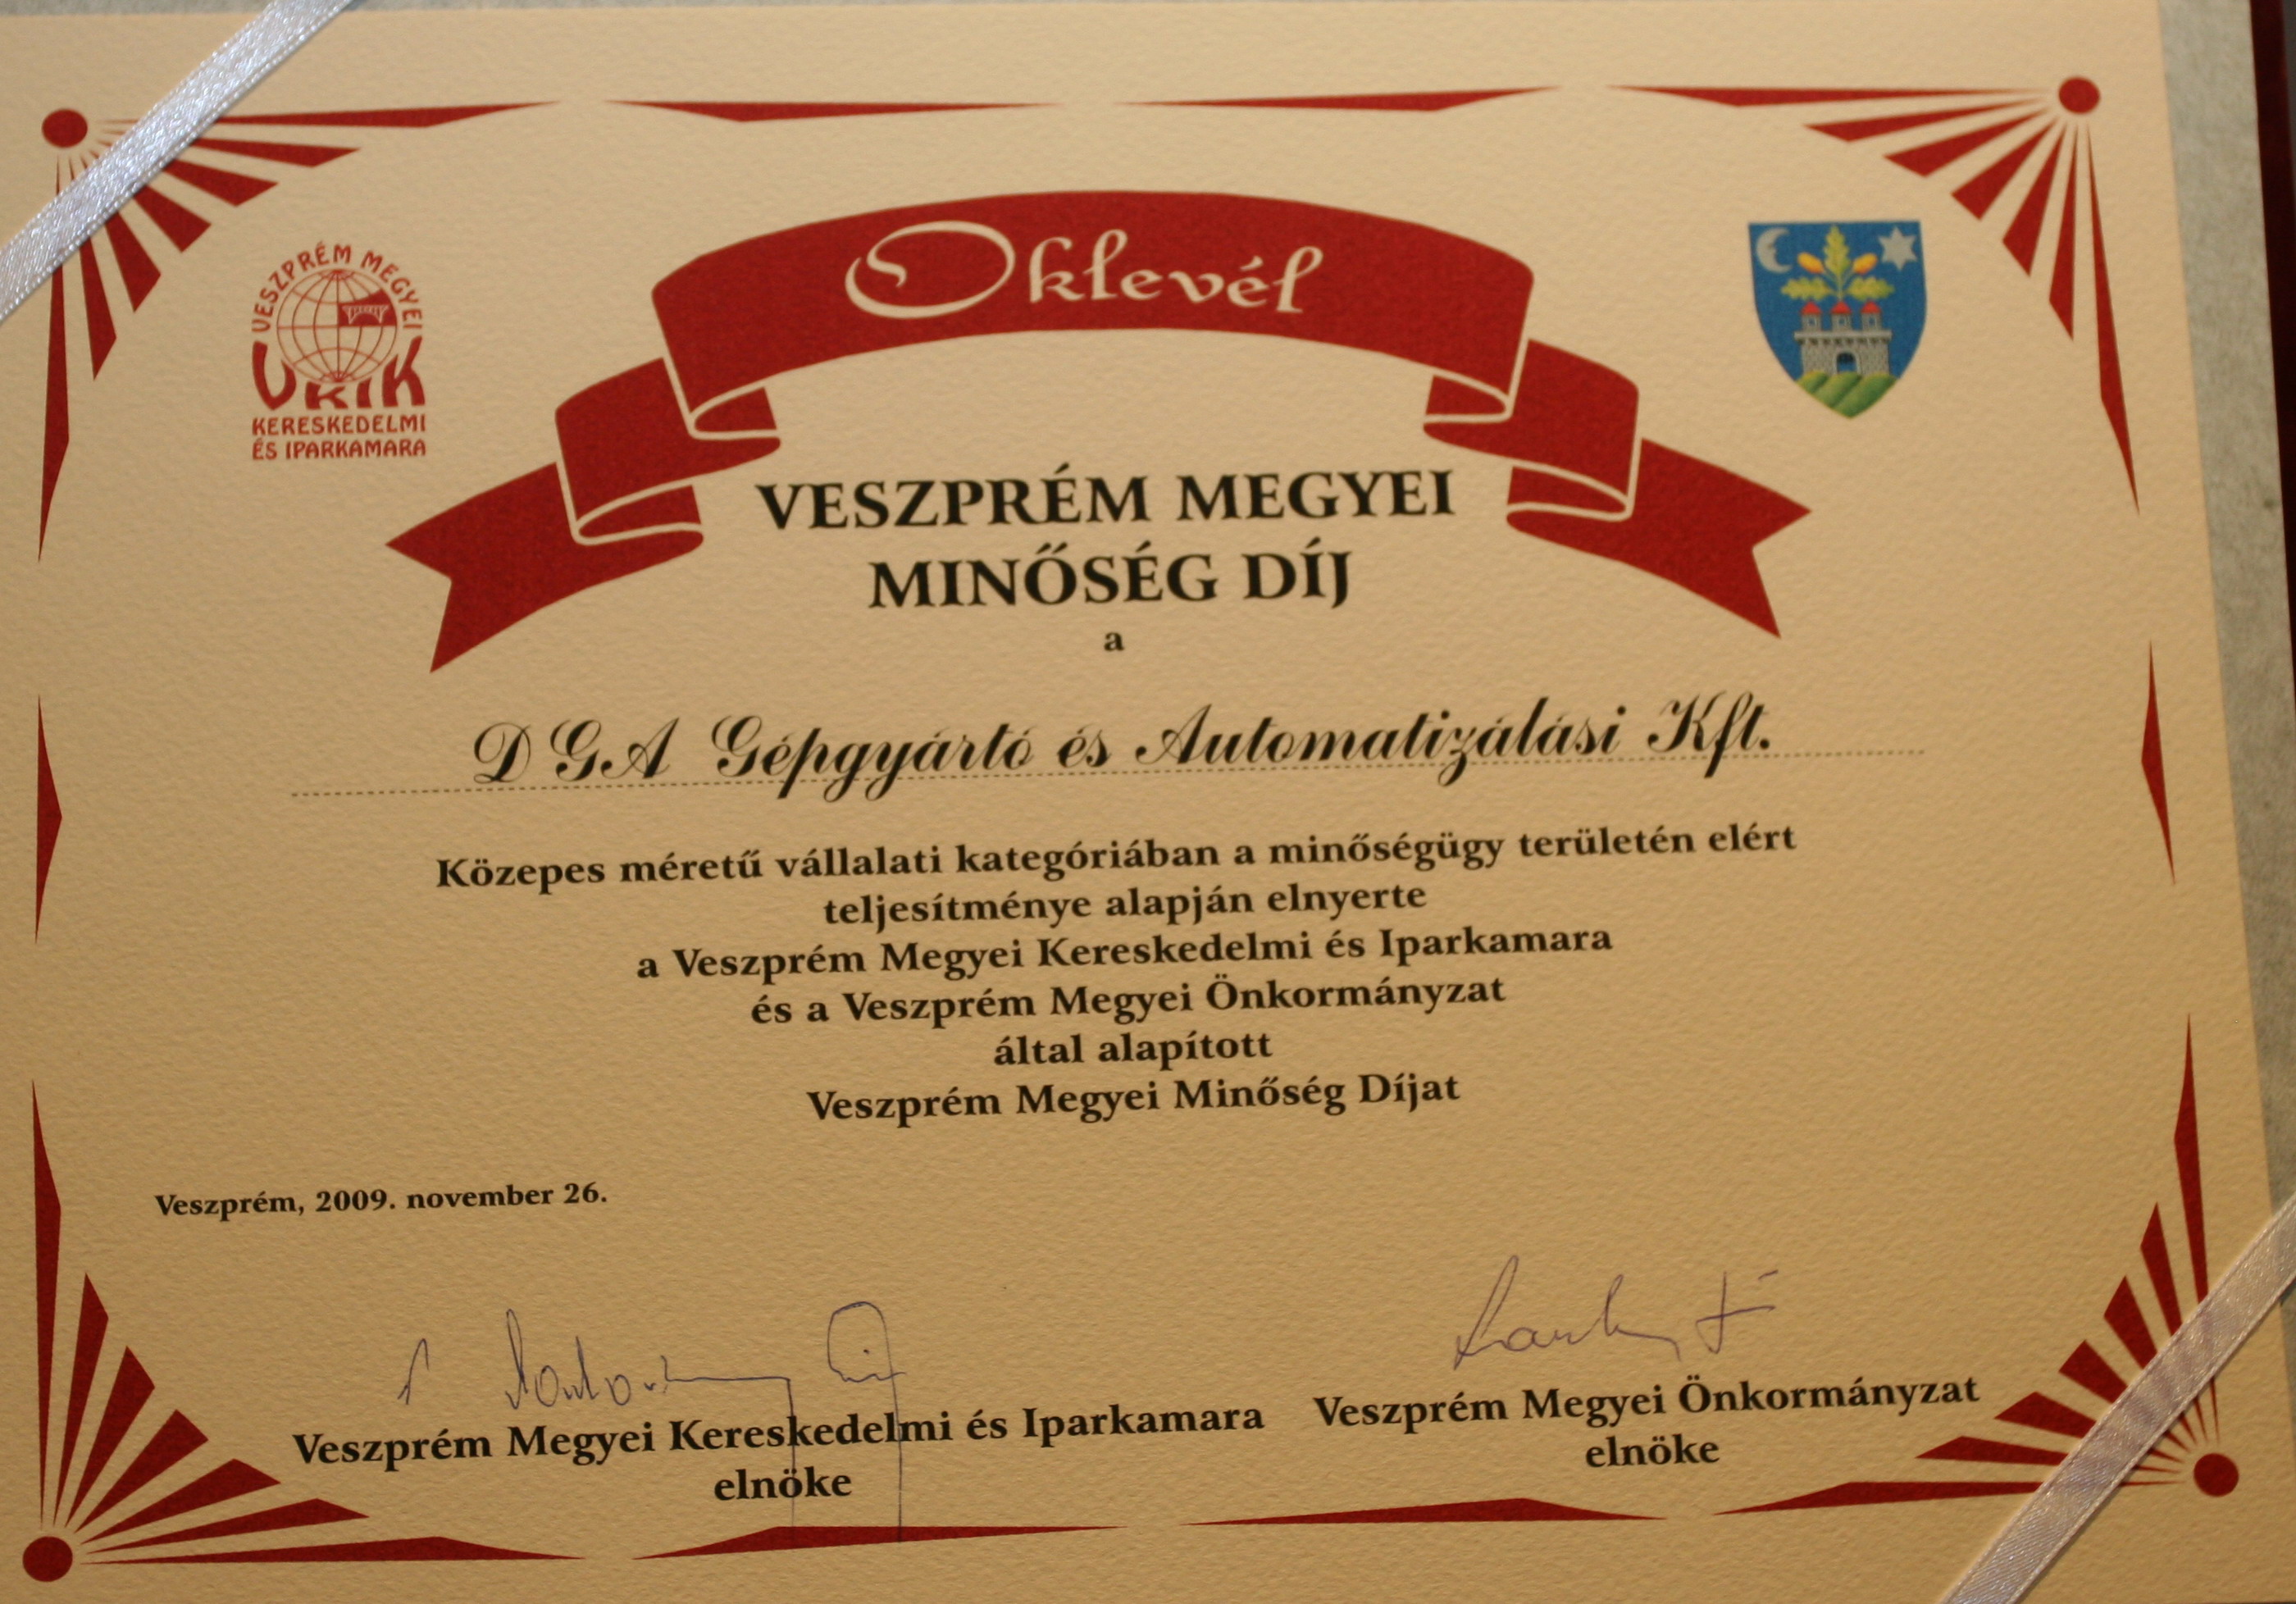 Oklevél
VESZPRÉM MEGYEI
VKIK
KERESKEDELMI
ÉS IPARKAMARA
VESZPRÉM MEGYEI
MINŐSÉG DÍJ
a
DGA Gépgyártó és Automatizálási Kft.
Közepes méretű vállalati kategóriában a minőségügy területén elért
teljesítménye alapján elnyerte
a Veszprém Megyei Kereskedelmi és Iparkamara
és a Veszprém Megyei Önkormányzat
által alapított
Veszprém Megyei Minőség Díjat
Veszprém, 2009. november 26.
Veszprém Megyei Kereskedelmi és Iparkamara
elnöke
Veszprém Megyei Önkormányzat
elnöke